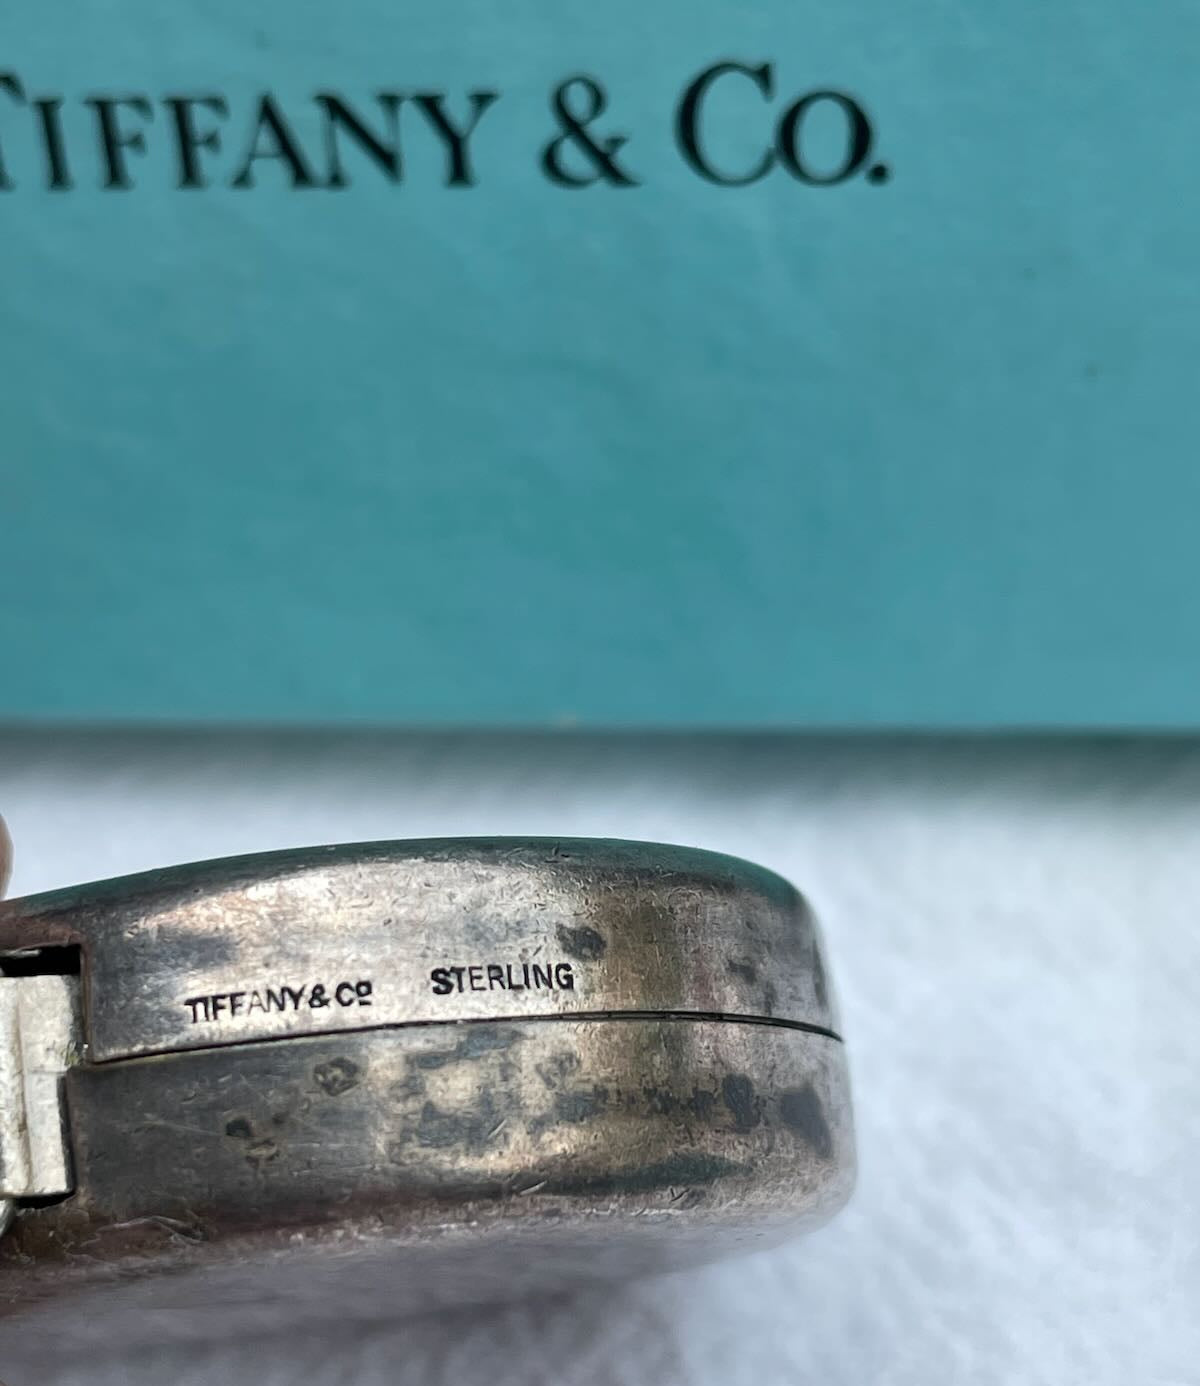 TIFFANY & CO.
TIFFANY & Cº STERLING